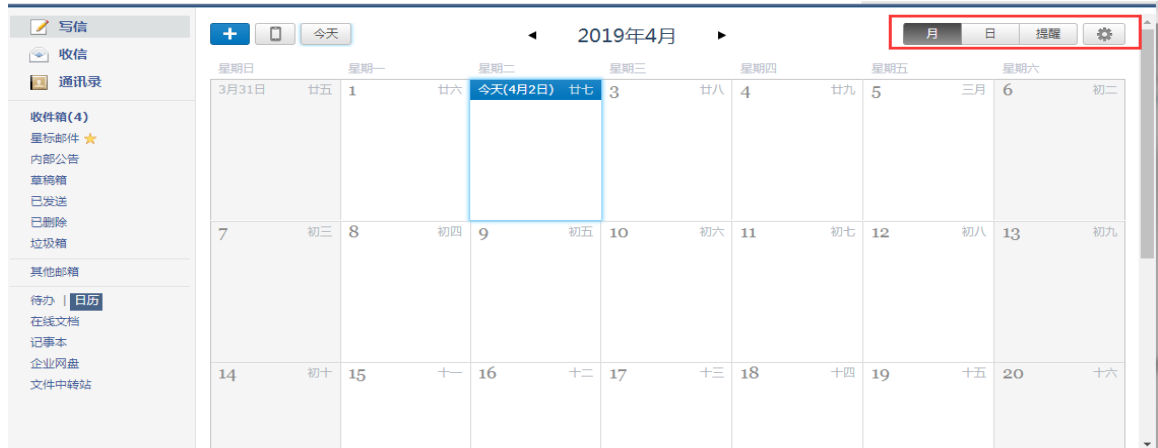 写信
收信
通讯录
收件箱(4)
星标邮件
内部公告
草稿箱
已发送
已删除
垃圾箱
其他邮箱
待办 | 日历
在线文档
记事本
企业网盘
文件中转站
今天 2019年4月 月 日 提醒
星期日 星期一 星期二 星期三 星期四 星期五 星期六
3月31日 廿五 1 廿六 今天(4月2日) 廿七 3 廿八 4 廿九 5 三月 6 初二
7 初三 8 初四 9 初五 10 初六 11 初七 12 初八 13 初九
14 初十 15 十一 16 十二 17 十三 18 十四 19 十五 20 十六